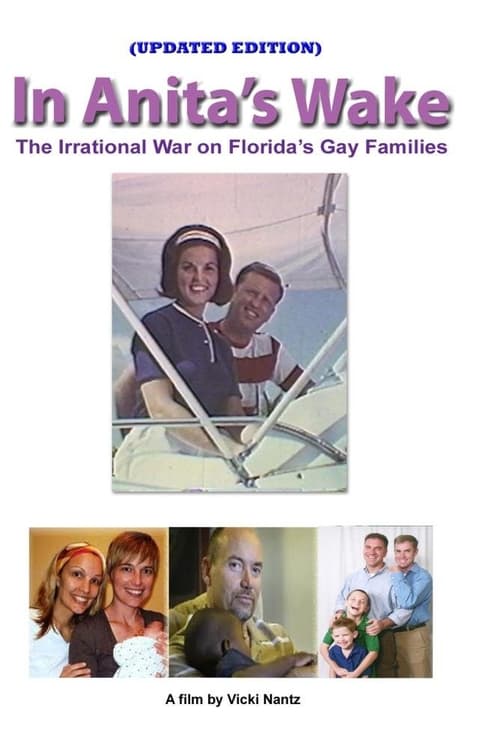 (UPDATED EDITION)
In Anita's Wake
The Irrational War on Florida's Gay Families
A film by Vicki Nantz